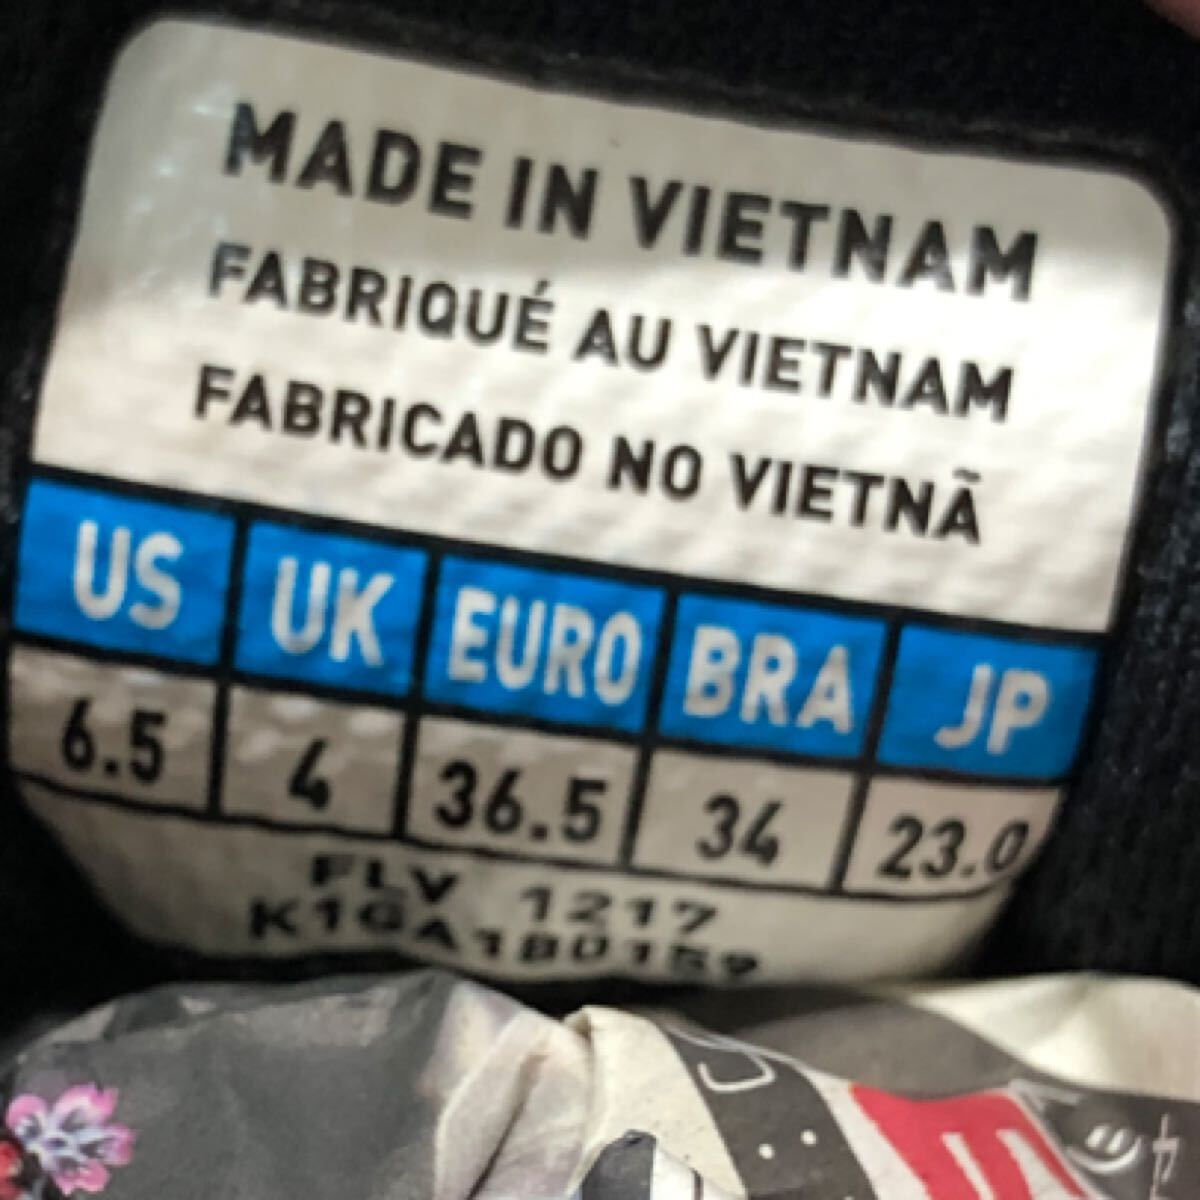 MADE IN VIETNAM
FABRIQUÉ AU VIETNAM
FABRICADO NO VIETNÃ
US UK EURO BRA JP
6.5 4 36.5 34 23.0
FLV 1217
K1GA180159